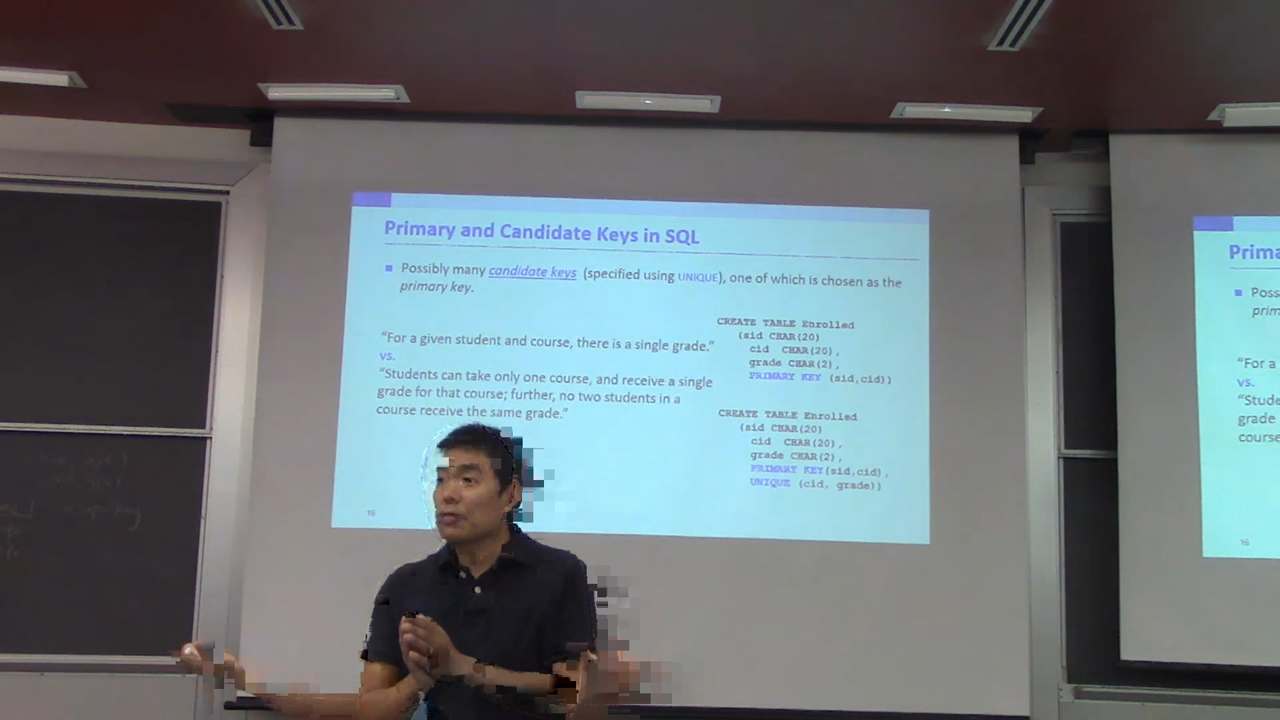 Primary and Candidate Keys in SQL
▪ Possibly many candidate keys (specified using UNIQUE), one of which is chosen as the
primary key.
“For a given student and course, there is a single grade.”
vs.
“Students can take only one course, and receive a single
grade for that course; further, no two students in a
course receive the same grade.”
CREATE TABLE Enrolled
(sid CHAR(20)
cid CHAR(20),
grade CHAR(2),
PRIMARY KEY (sid,cid))
CREATE TABLE Enrolled
(sid CHAR(20)
cid CHAR(20),
grade CHAR(2),
PRIMARY KEY(sid,cid),
UNIQUE (cid, grade))
16
Prima
▪ Poss
prim
“For a
vs.
“Stude
grade
course
16